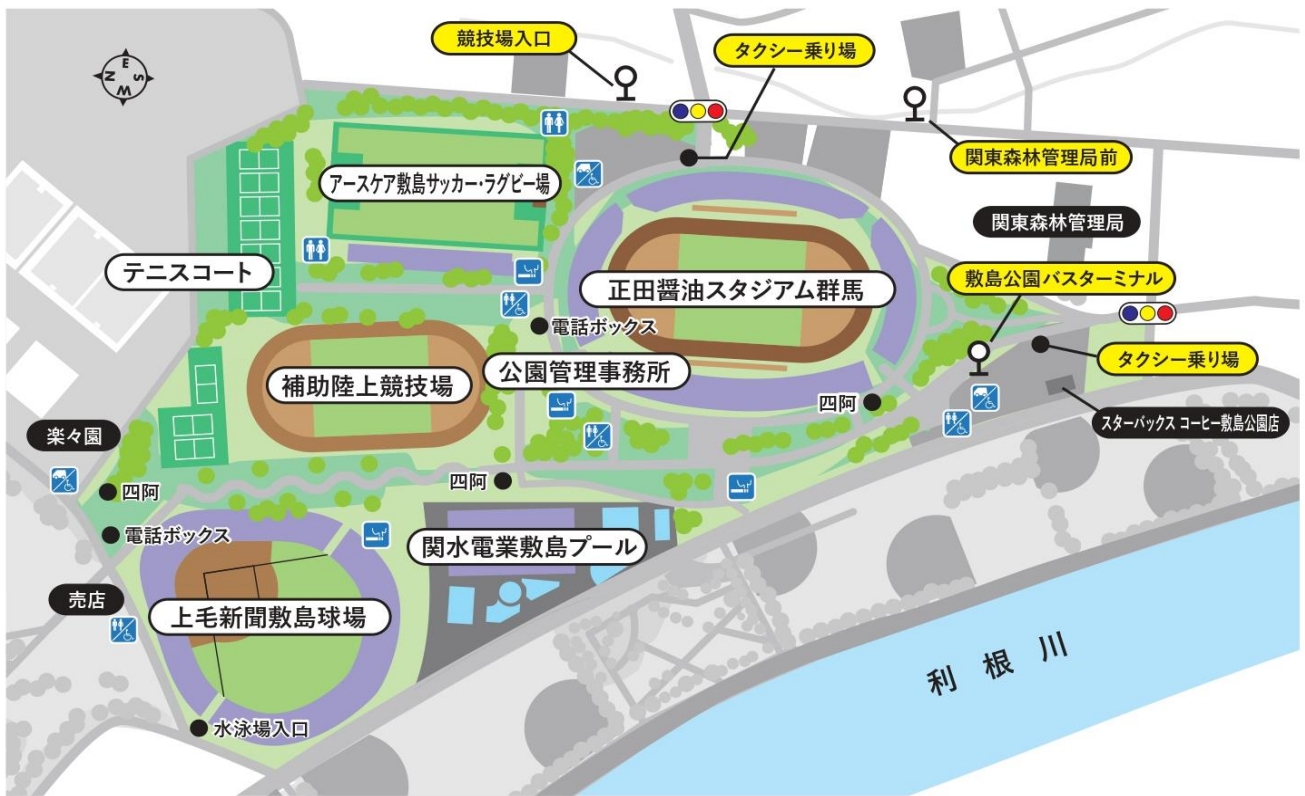 競技場入口
タクシー乗り場
E
N
S
W
関東森林管理局前
アースケア敷島サッカー・ラグビー場
関東森林管理局
テニスコート
敷島公園バスターミナル
正田醤油スタジアム群馬
電話ボックス
タクシー乗り場
公園管理事務所
補助陸上競技場
四阿
スターバックス コーヒー敷島公園店
楽々園
四阿
四阿
電話ボックス
関水電業敷島プール
売店
上毛新聞敷島球場
利根川
水泳場入口